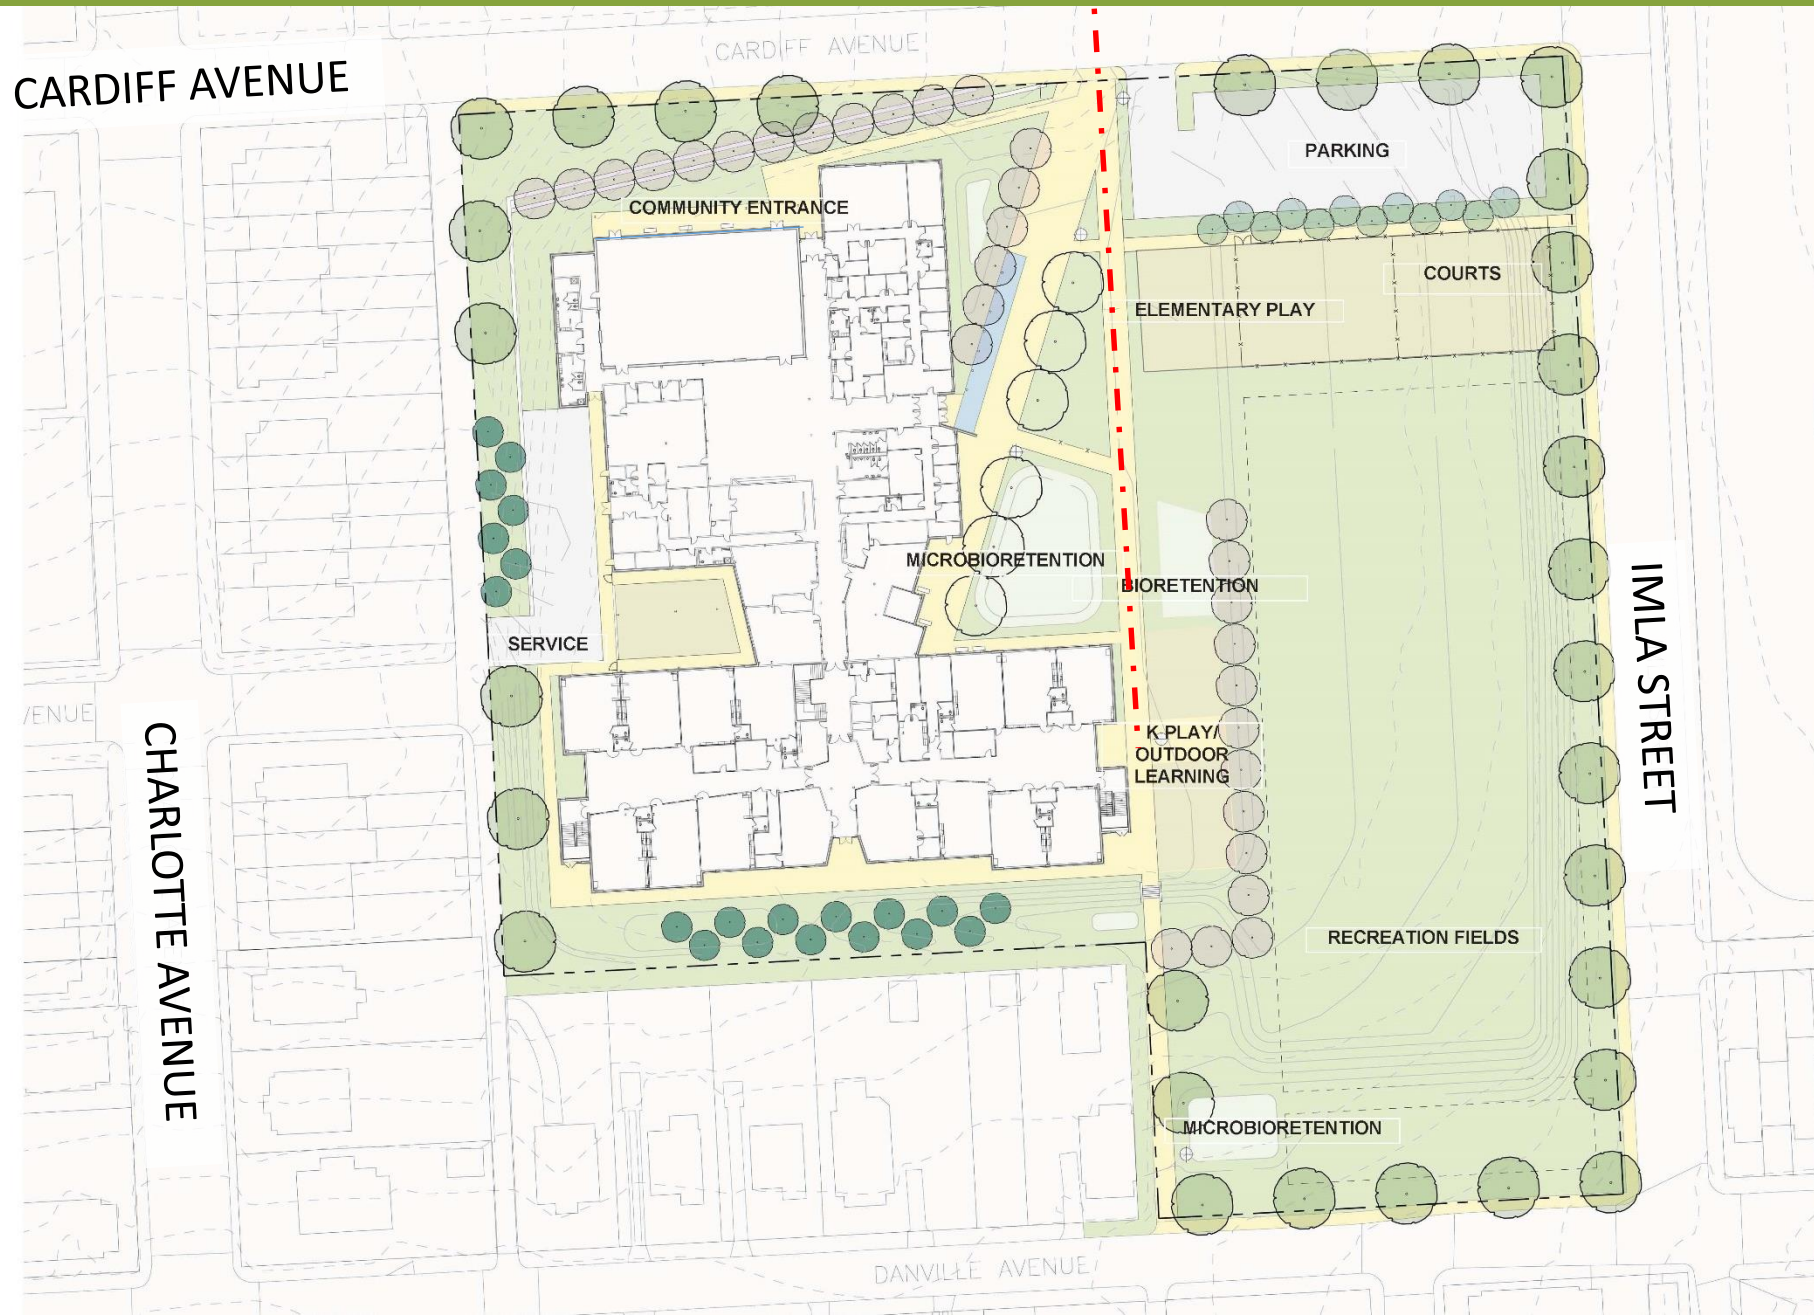 CARDIFF AVENUE
CARDIFF AVENUE
PARKING
COMMUNITY ENTRANCE
COURTS
ELEMENTARY PLAY
MICROBIORETENTION
BIORETENTION
SERVICE
IMLA STREET
VENUE
CHARLOTTE AVENUE
K PLAY/
OUTDOOR
LEARNING
RECREATION FIELDS
MICROBIORETENTION
DANVILLE AVENUE